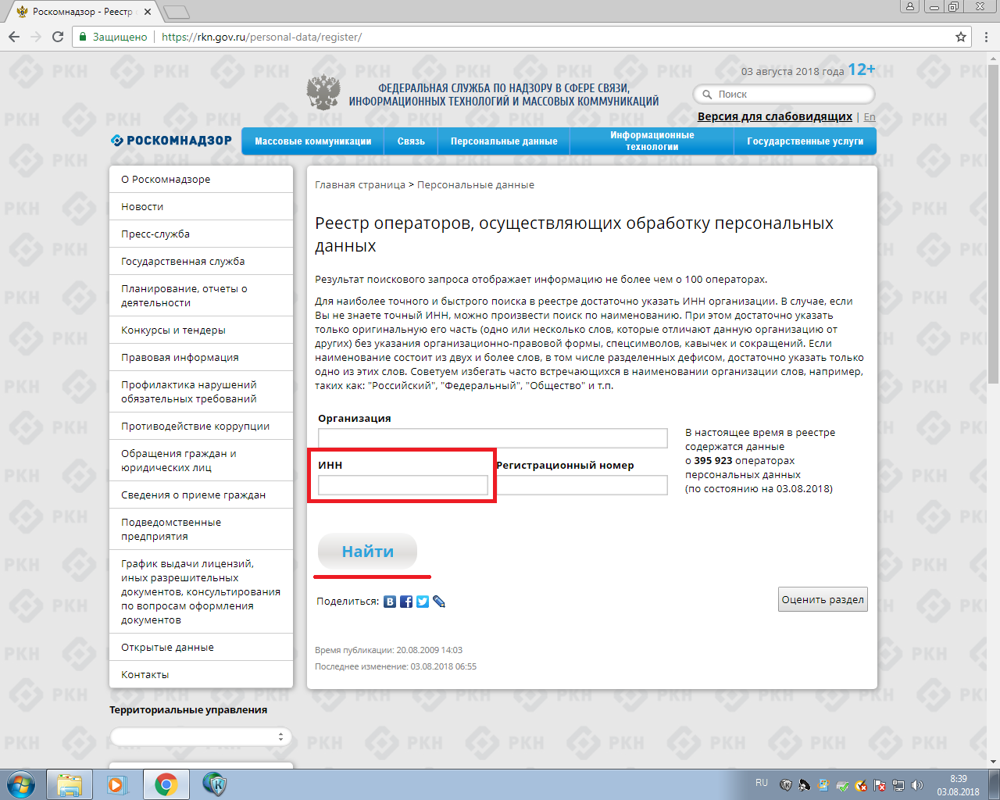 Роскомнадзор - Реестр
Защищено
https://rkn.gov.ru/personal-data/register/
03 августа 2018 года 12+
ФЕДЕРАЛЬНАЯ СЛУЖБА ПО НАДЗОРУ В СФЕРЕ СВЯЗИ,
ИНФОРМАЦИОННЫХ ТЕХНОЛОГИЙ И МАССОВЫХ КОММУНИКАЦИЙ
Поиск
Версия для слабовидящих | En
РОСКОМНАДЗОР
Массовые коммуникации
Связь
Персональные данные
Информационные
технологии
Государственные услуги
О Роскомнадзоре
Новости
Пресс-служба
Государственная служба
Планирование, отчеты о
деятельности
Конкурсы и тендеры
Правовая информация
Профилактика нарушений
обязательных требований
Противодействие коррупции
Обращения граждан и
юридических лиц
Сведения о приеме граждан
Подведомственные
предприятия
График выдачи лицензий,
иных разрешительных
документов, консультирования
по вопросам оформления
документов
Открытые данные
Контакты
Территориальные управления
Главная страница > Персональные данные
Реестр операторов, осуществляющих обработку персональных
данных
Результат поискового запроса отображает информацию не более чем о 100 операторах.
Для наиболее точного и быстрого поиска в реестре достаточно указать ИНН организации. В случае, если
Вы не знаете точный ИНН, можно произвести поиск по наименованию. При этом достаточно указать
только оригинальную его часть (одно или несколько слов, которые отличают данную организацию от
других) без указания организационно-правовой формы, спецсимволов, кавычек и сокращений. Если
наименование состоит из двух и более слов, в том числе разделенных дефисом, достаточно указать только
одно из этих слов. Советуем избегать часто встречающихся в наименовании организации слов, например,
таких как: "Российский", "Федеральный", "Общество" и т.п.
Организация
ИНН
Регистрационный номер
В настоящее время в реестре
содержатся данные
о 395 923 операторах
персональных данных
(по состоянию на 03.08.2018)
Найти
Поделиться:
Оценить раздел
Время публикации: 20.08.2009 14:03
Последнее изменение: 03.08.2018 06:55
RU
8:39
03.08.2018